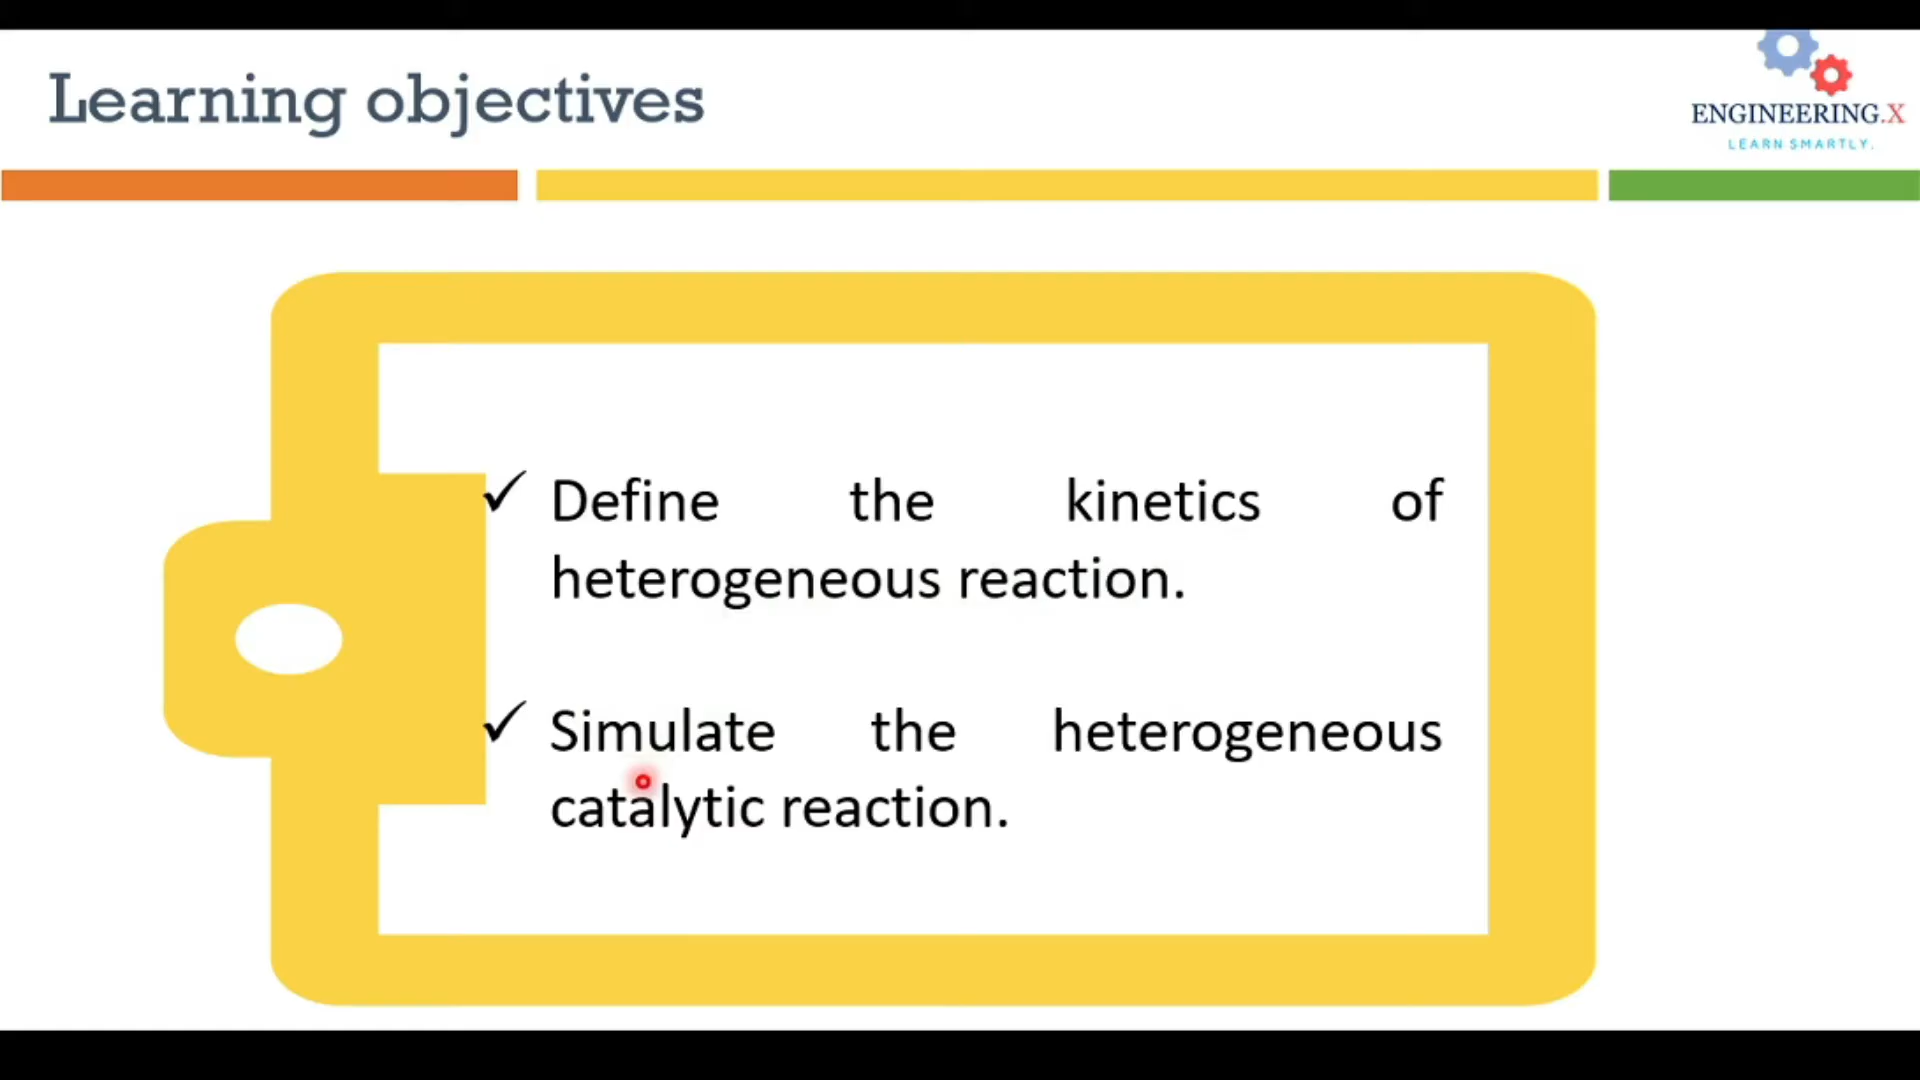 Learning objectives
ENGINEERING.X
LEARN SMARTLY.
✓ Define the kinetics of
heterogeneous reaction.
✓ Simulate the heterogeneous
catalytic reaction.